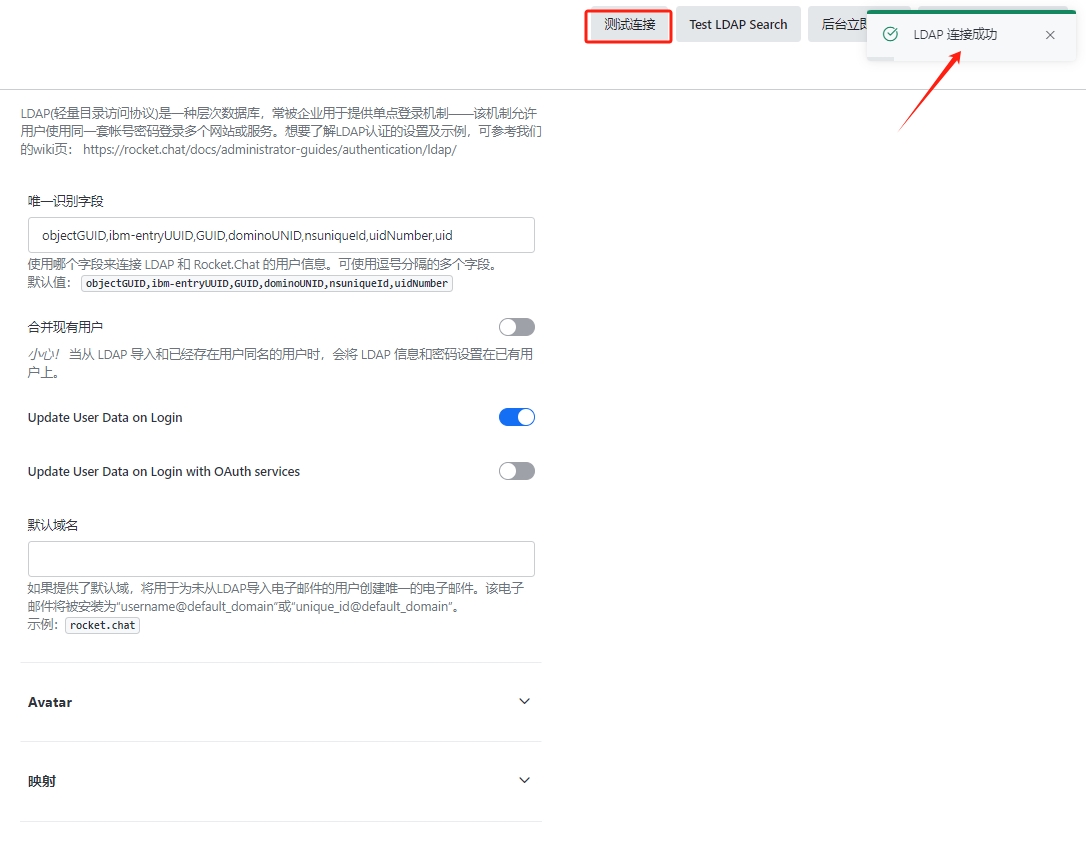 测试连接
Test LDAP Search
后台立即
LDAP 连接成功
LDAP(轻量目录访问协议)是一种层次数据库，常被企业用于提供单点登录机制——该机制允许
用户使用同一套帐号密码登录多个网站或服务。想要了解LDAP认证的设置及示例，可参考我们
的wiki页： https://rocket.chat/docs/administrator-guides/authentication/ldap/
唯一识别字段
objectGUID,ibm-entryUUID,GUID,dominoUNID,nsuniqueId,uidNumber,uid
使用哪个字段来连接 LDAP 和 Rocket.Chat 的用户信息。可使用逗号分隔的多个字段。
默认值： objectGUID,ibm-entryUUID,GUID,dominoUNID,nsuniqueId,uidNumber
合并现有用户
小心！ 当从 LDAP 导入和已经存在用户同名的用户时，会将 LDAP 信息和密码设置在已有用
户上。
Update User Data on Login
Update User Data on Login with OAuth services
默认域名
如果提供了默认域，将用于为未从LDAP导入电子邮件的用户创建唯一的电子邮件。该电子
邮件将被安装为“username@default_domain”或“unique_id@default_domain”。
示例： rocket.chat
Avatar
映射